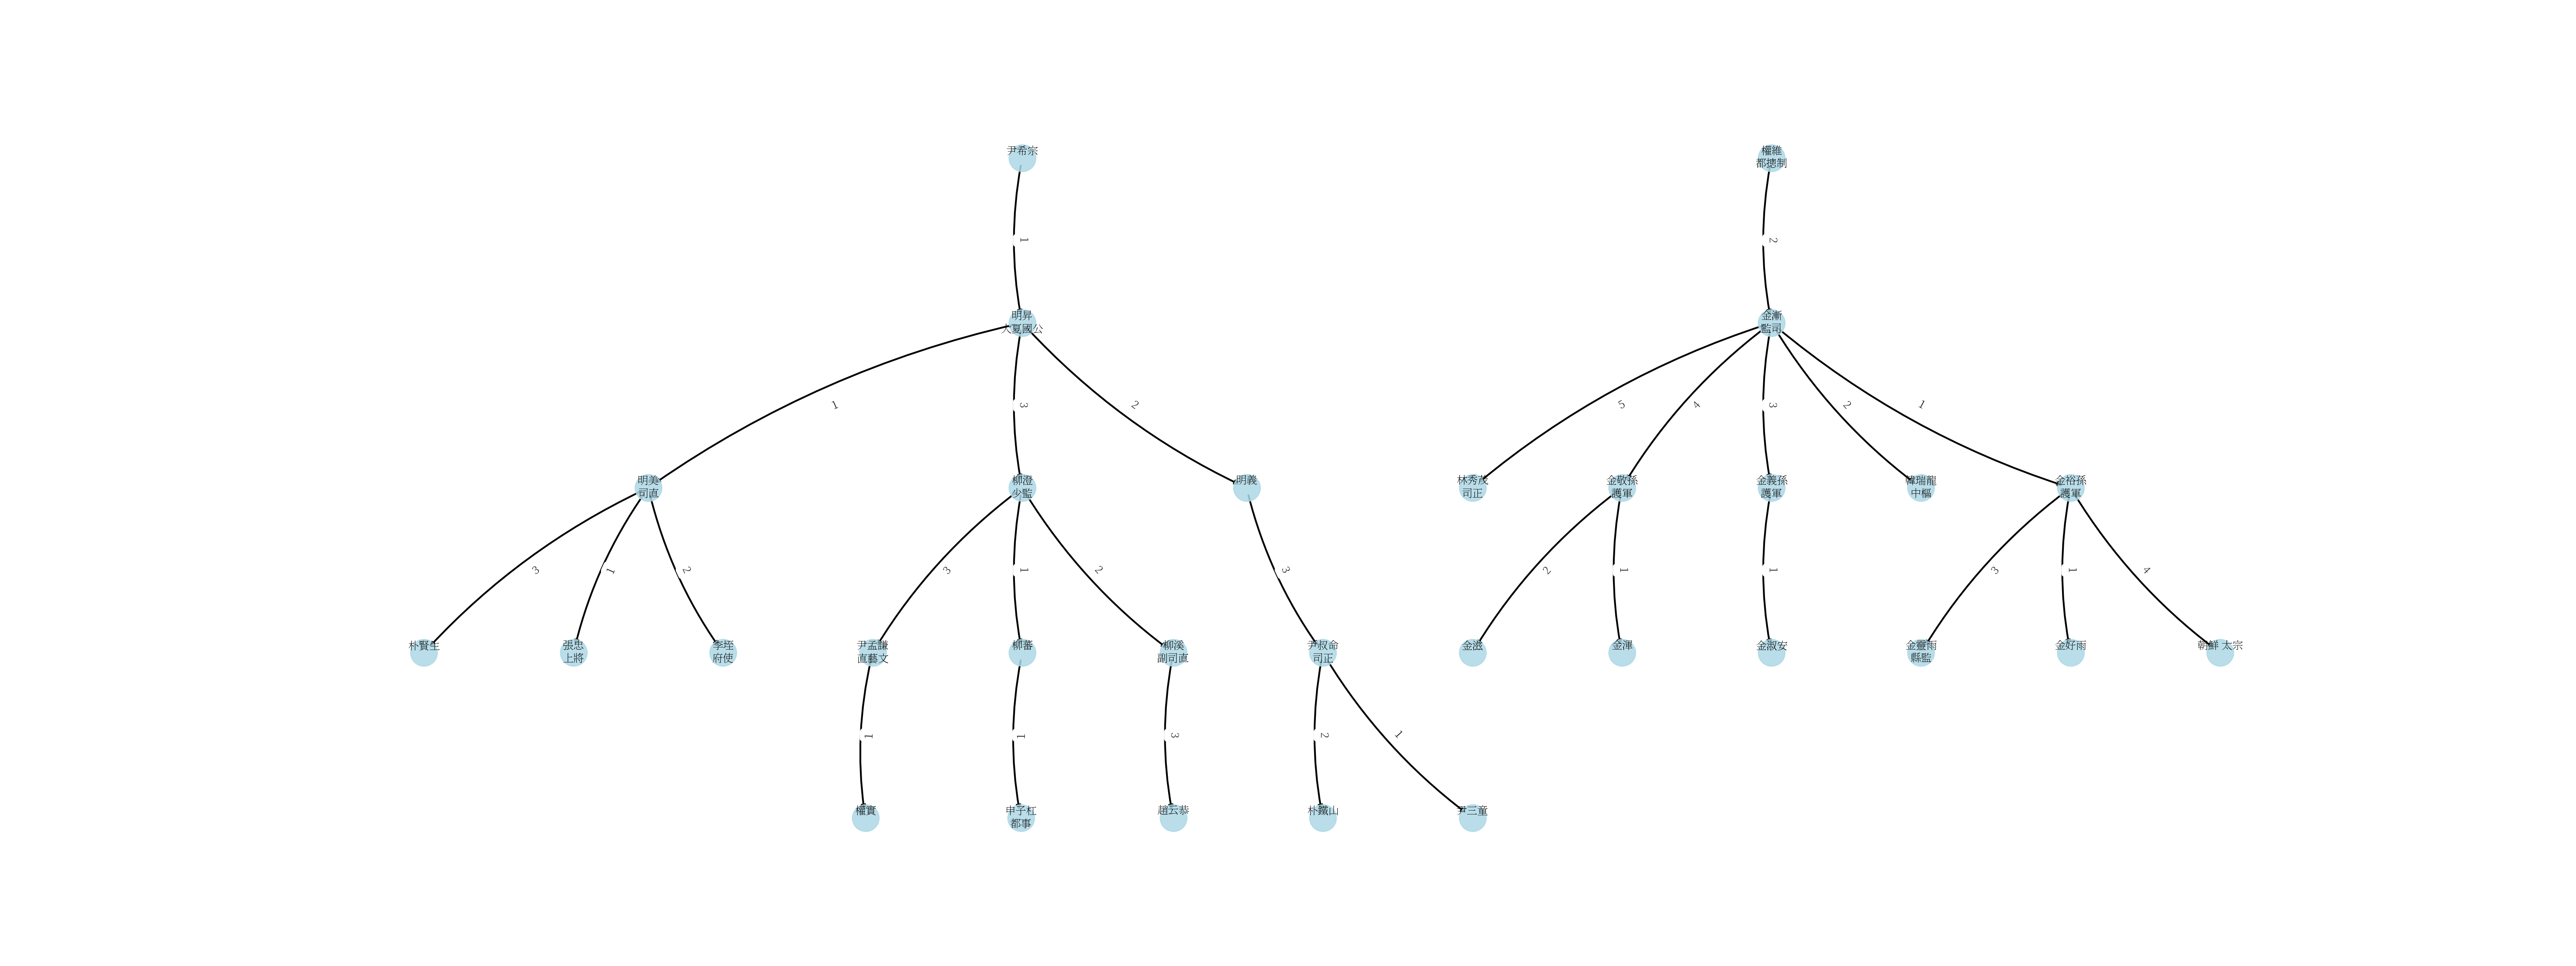 尹希宗
權維
都摠制
1
2
明昇
大夏國公
金漸
監司
1
3
2
5
4
3
2
1
明美
司直
柳澄
少監
明義
林秀茂
司正
金敬孫
護軍
金義孫
護軍
韓瑞龍
中樞
金裕孫
護軍
3
1
2
3
1
2
3
2
1
1
3
1
4
朴賢生
張忠
上將
李垤
府使
尹孟謙
直藝文
柳蕃
柳溪
副司直
尹叔命
司正
金滋
金渾
金淑安
金靈雨
縣監
金好雨
朝鮮 太宗
1
1
3
2
1
權實
申子杠
都事
趙云恭
朴鐵山
尹三童